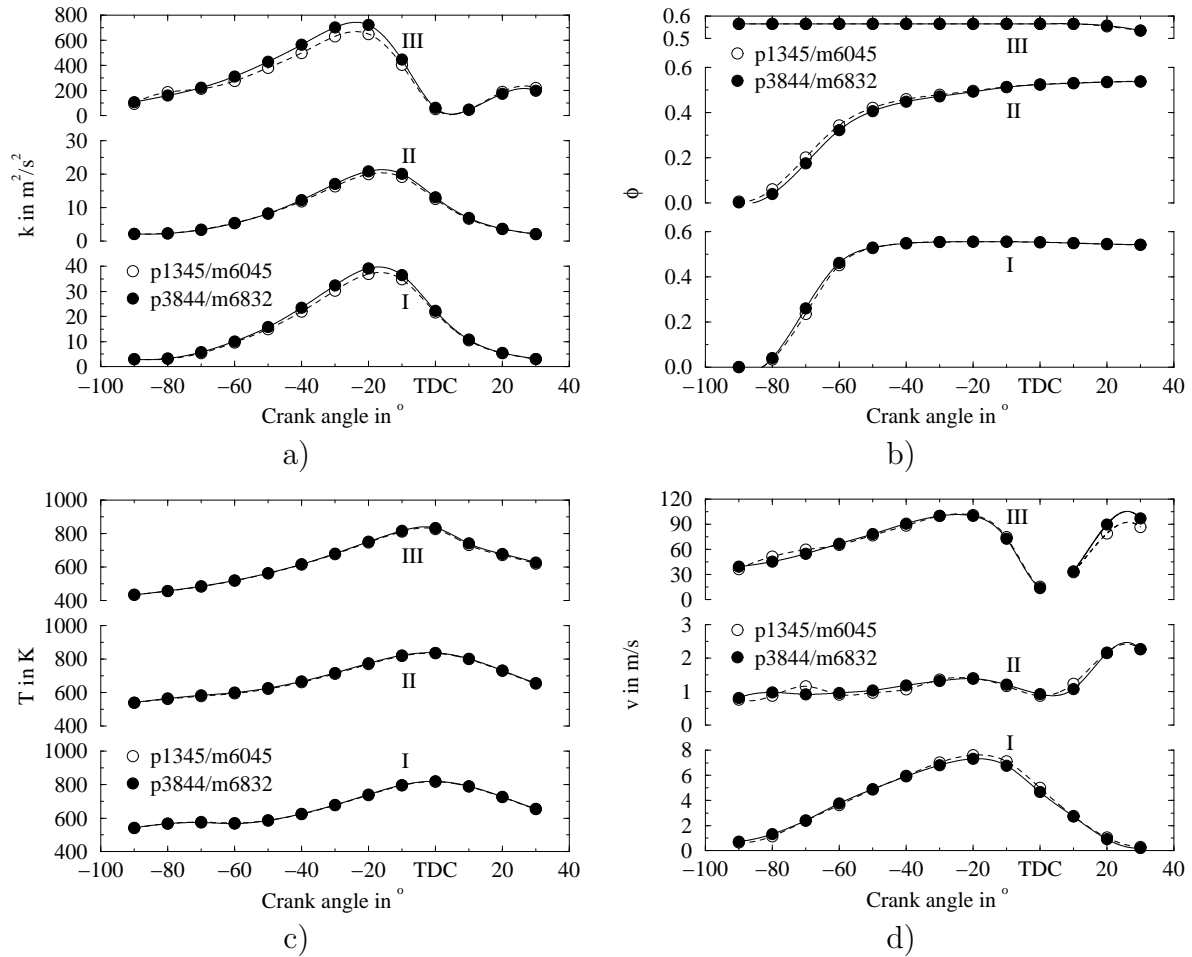 800
600
400
200
0
III
30
20
10
0
II
k in m²/s²
40
30
20
10
0
p1345/m6045
p3844/m6832
I
−100 −80 −60 −40 −20 TDC 20 40
Crank angle in °
a)
0.6
0.5
III
p1345/m6045
p3844/m6832
0.6
0.4
0.2
0.0
II
ϕ
0.6
0.4
0.2
0.0
I
−100 −80 −60 −40 −20 TDC 20 40
Crank angle in °
b)
1000
800
600
400
III
1000
800
600
400
II
T in K
1000
800
600
400
p1345/m6045
p3844/m6832
I
−100 −80 −60 −40 −20 TDC 20 40
Crank angle in °
c)
120
90
60
30
0
III
3
2
1
0
p1345/m6045
p3844/m6832
II
v in m/s
8
6
4
2
0
I
−100 −80 −60 −40 −20 TDC 20 40
Crank angle in °
d)